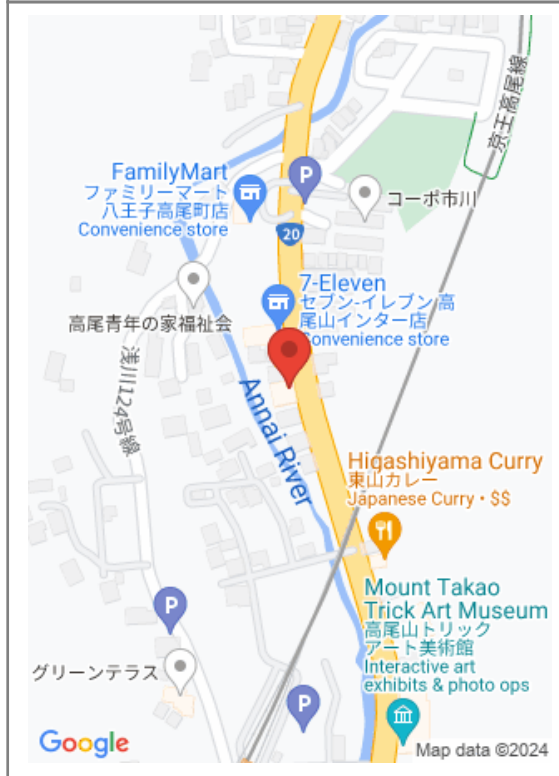 京王高尾線
FamilyMart
ファミリーマート
八王子高尾町店
Convenience store
P
コーポ市川
20
7-Eleven
セブン-イレブン 高
尾山インター店
Convenience store
高尾青年の家福祉会
浅川124号線
Annai River
Higashiyama Curry
東山カレー
Japanese Curry • $$
Mount Takao
Trick Art Museum
高尾山トリック
アート美術館
Interactive art
exhibits & photo ops
P
グリーンテラス
P
Google
Map data ©2024